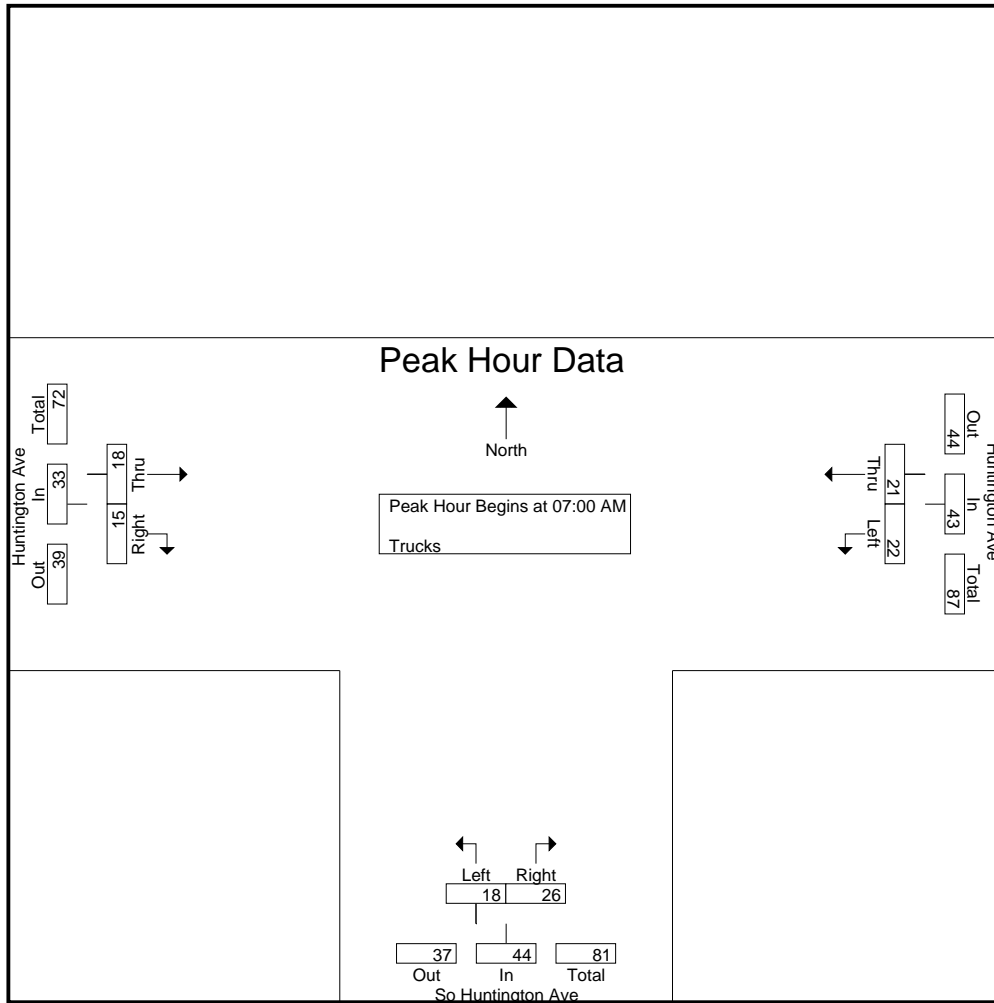 Peak Hour Data
North
Peak Hour Begins at 07:00 AM
Trucks
Huntington Ave
Total
72
In
33
Out
39
18
Thru
15
Right
Huntington Ave
Out
44
In
43
Total
87
Thru
21
Left
22
Left Right
18 26
37 44 81
Out In Total
So Huntington Ave